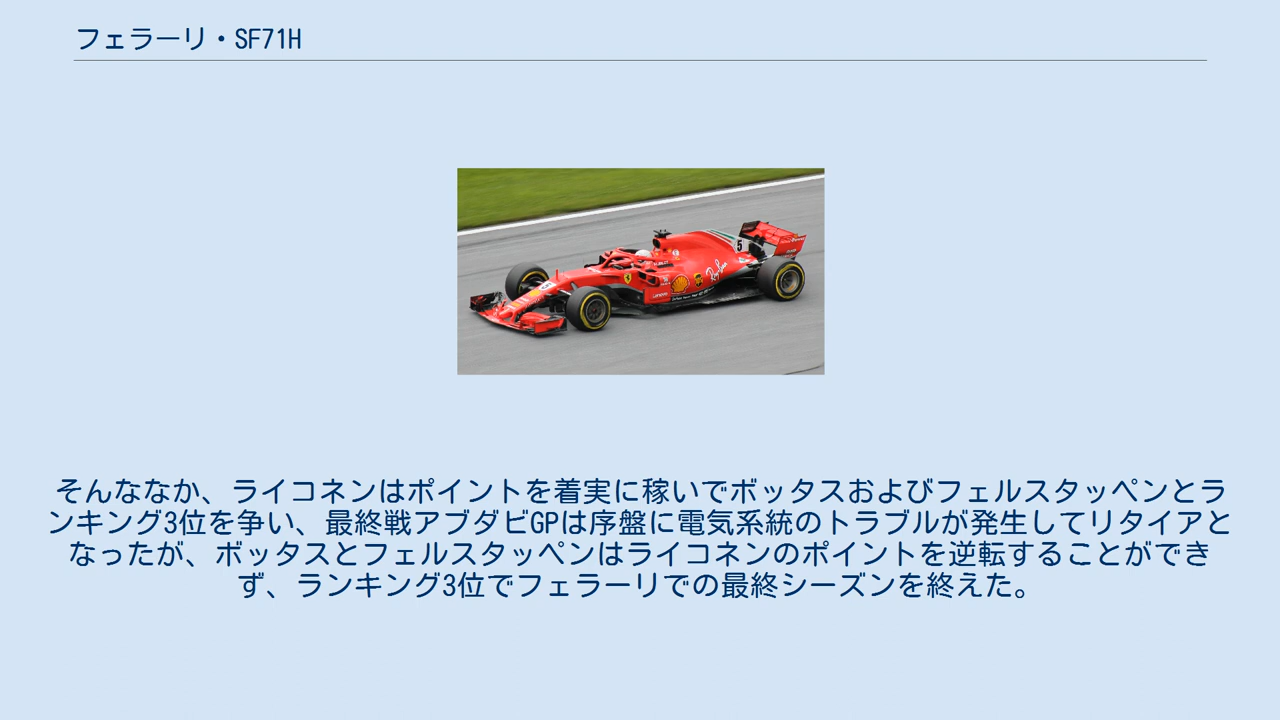 フェラーリ・SF71H
5
Ray-Ban
そんななか、ライコネンはポイントを着実に稼いでボッタスおよびフェルスタッペンとラ
ンキング3位を争い、最終戦アブダビGPは序盤に電気系統のトラブルが発生してリタイアと
なったが、ボッタスとフェルスタッペンはライコネンのポイントを逆転することができ
ず、ランキング3位でフェラーリでの最終シーズンを終えた。